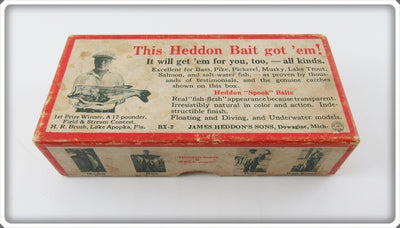 This Heddon Bait got 'em!
It will get 'em for you, too, — all kinds.
Excellent for Bass, Pike, Pickerel, Musky, Lake Trout,
Salmon, and salt-water fish, — as proven by thous-
ands of testimonials, and the genuine catches
shown on this box.
Heddon "Spook" Baits
Real "fish-flesh" appearance because transparent.
Irresistibly natural in color and action. Inde-
structible finish.
Floating and Diving, and Underwater models.
1st Prize Winner, A 17-pounder,
Field & Stream Contest.
H. R. Brush, Lake Apopka, Fla.
BX-2 JAMES HEDDON'S SONS, Dowagiac, Mich.